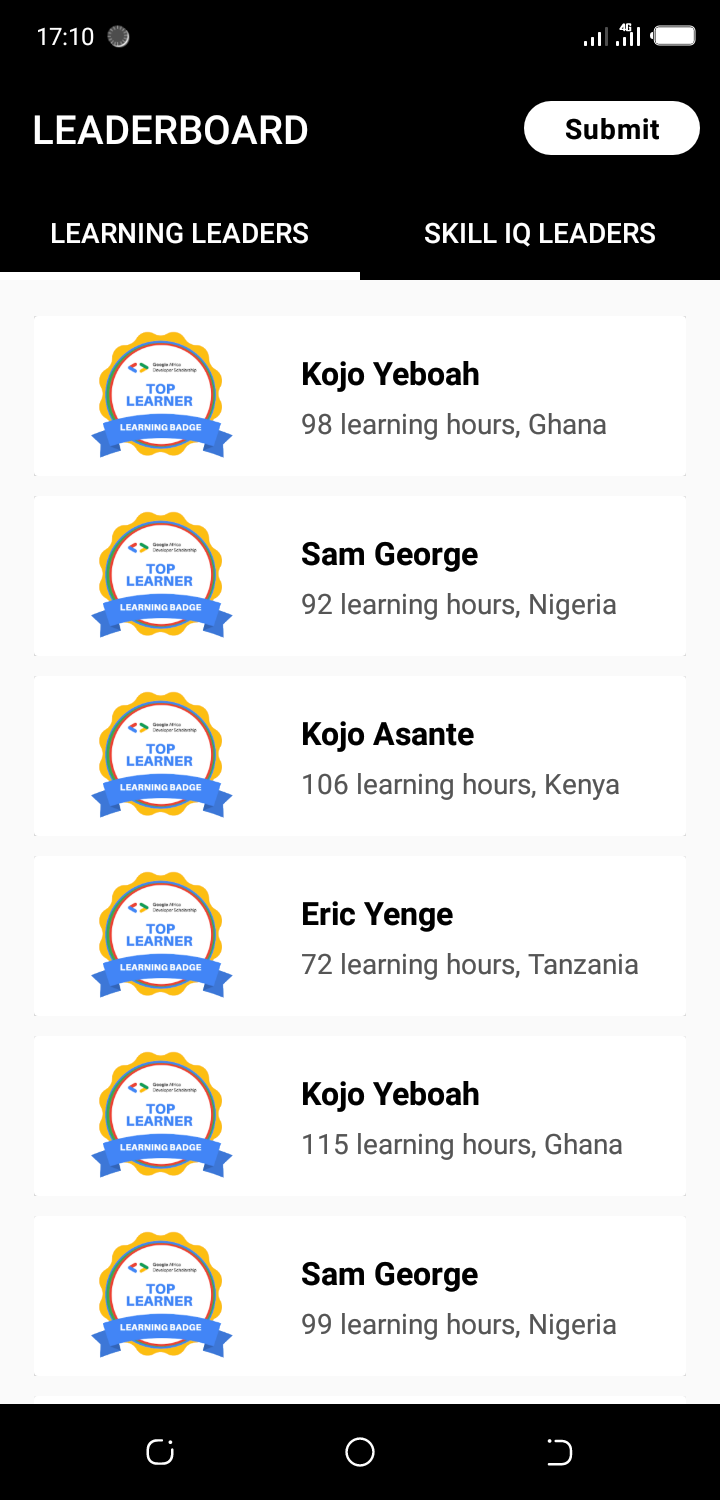 17:10
4G
LEADERBOARD
Submit
LEARNING LEADERS
SKILL IQ LEADERS
Google Africa
Developer Scholarship
TOP
LEARNER
LEARNING BADGE
Kojo Yeboah
98 learning hours, Ghana
Google Africa
Developer Scholarship
TOP
LEARNER
LEARNING BADGE
Sam George
92 learning hours, Nigeria
Google Africa
Developer Scholarship
TOP
LEARNER
LEARNING BADGE
Kojo Asante
106 learning hours, Kenya
Google Africa
Developer Scholarship
TOP
LEARNER
LEARNING BADGE
Eric Yenge
72 learning hours, Tanzania
Google Africa
Developer Scholarship
TOP
LEARNER
LEARNING BADGE
Kojo Yeboah
115 learning hours, Ghana
Google Africa
Developer Scholarship
TOP
LEARNER
LEARNING BADGE
Sam George
99 learning hours, Nigeria